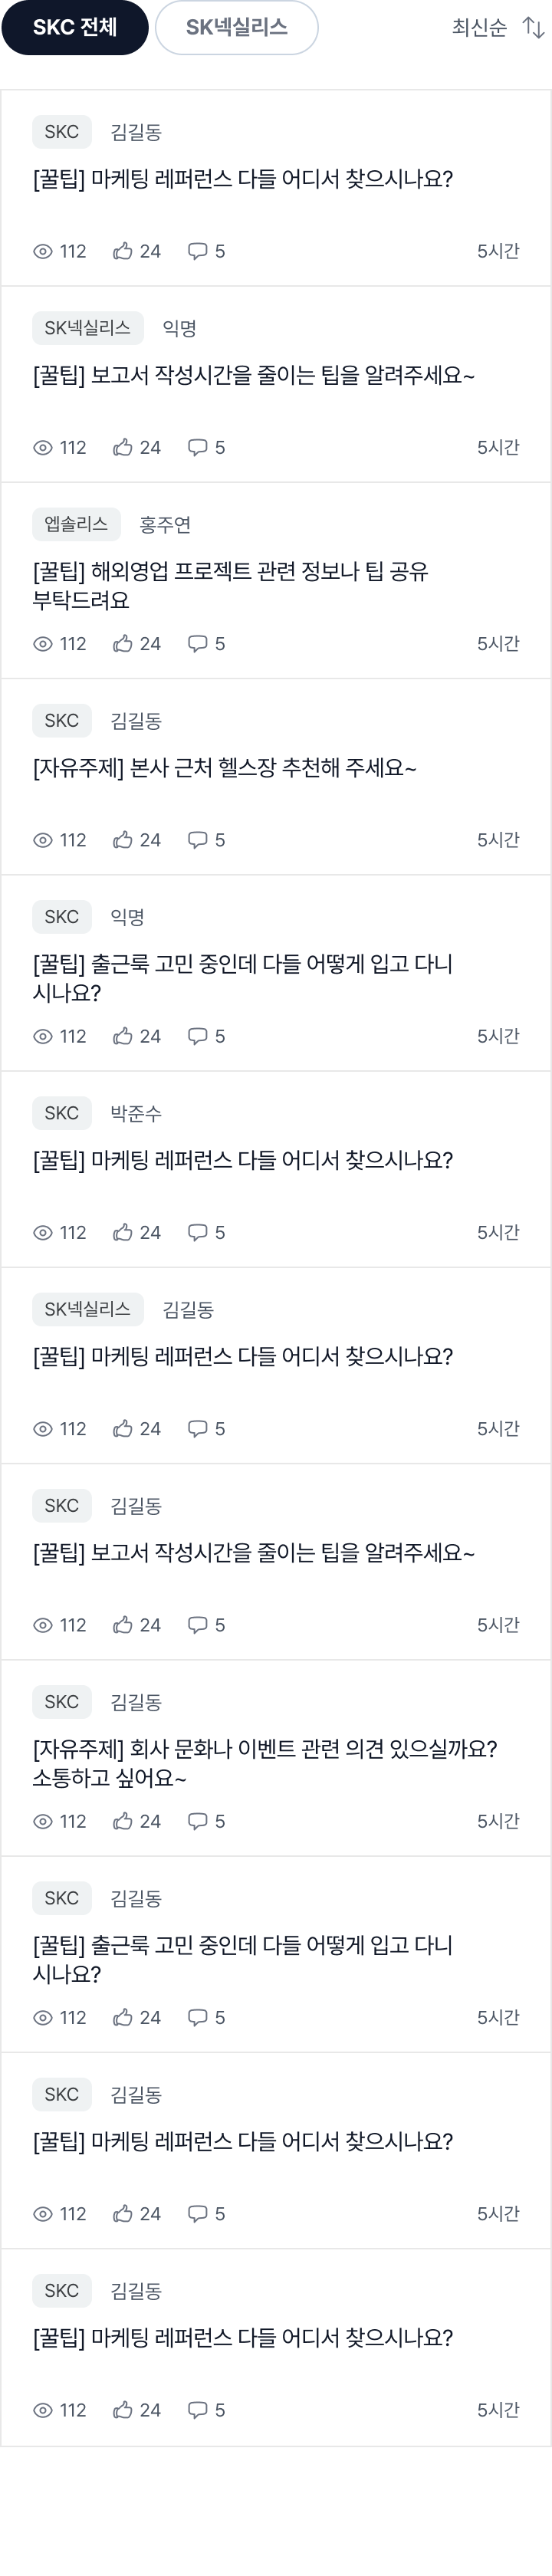 SKC 전체 SK넥실리스 최신순
SKC 김길동
[꿀팁] 마케팅 레퍼런스 다들 어디서 찾으시나요?
112 24 5 5시간
SK넥실리스 익명
[꿀팁] 보고서 작성시간을 줄이는 팁을 알려주세요~
112 24 5 5시간
엡솔리스 홍주연
[꿀팁] 해외영업 프로젝트 관련 정보나 팁 공유
부탁드려요
112 24 5 5시간
SKC 김길동
[자유주제] 본사 근처 헬스장 추천해 주세요~
112 24 5 5시간
SKC 익명
[꿀팁] 출근룩 고민 중인데 다들 어떻게 입고 다니
시나요?
112 24 5 5시간
SKC 박준수
[꿀팁] 마케팅 레퍼런스 다들 어디서 찾으시나요?
112 24 5 5시간
SK넥실리스 김길동
[꿀팁] 마케팅 레퍼런스 다들 어디서 찾으시나요?
112 24 5 5시간
SKC 김길동
[꿀팁] 보고서 작성시간을 줄이는 팁을 알려주세요~
112 24 5 5시간
SKC 김길동
[자유주제] 회사 문화나 이벤트 관련 의견 있으실까요?
소통하고 싶어요~
112 24 5 5시간
SKC 김길동
[꿀팁] 출근룩 고민 중인데 다들 어떻게 입고 다니
시나요?
112 24 5 5시간
SKC 김길동
[꿀팁] 마케팅 레퍼런스 다들 어디서 찾으시나요?
112 24 5 5시간
SKC 김길동
[꿀팁] 마케팅 레퍼런스 다들 어디서 찾으시나요?
112 24 5 5시간